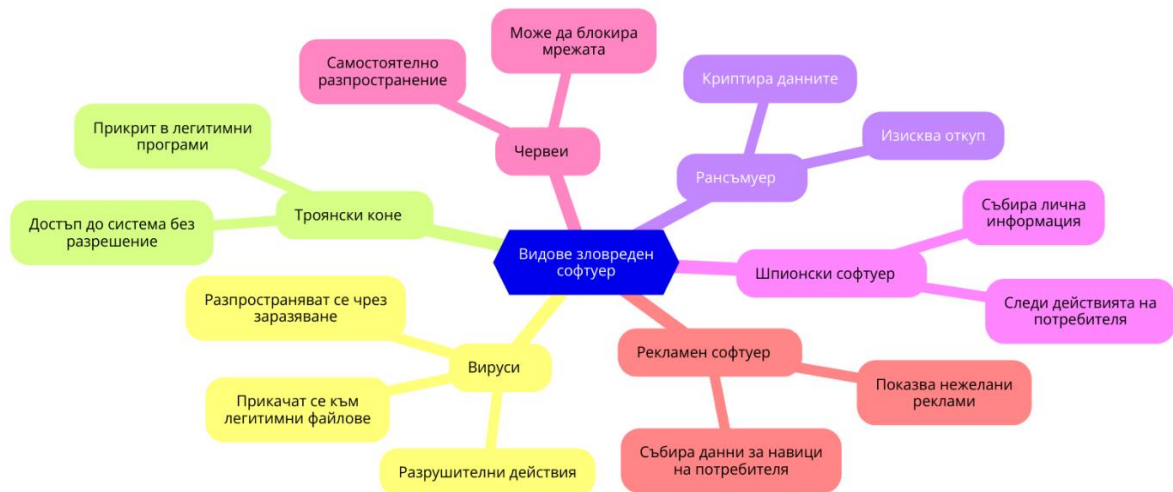 Видове зловреден
софтуер
Червеи
Самостоятелно
разпространение
Може да блокира
мрежата
Рансъмуер
Криптира данните
Изисква откуп
Шпионски софтуер
Събира лична
информация
Следи действията на
потребителя
Рекламен софтуер
Показва нежелани
реклами
Събира данни за навици
на потребителя
Вируси
Разпространяват се чрез
заразяване
Прикачат се към
легитимни файлове
Разрушителни действия
Троянски коне
Прикрит в легитимни
програми
Достъп до система без
разрешение